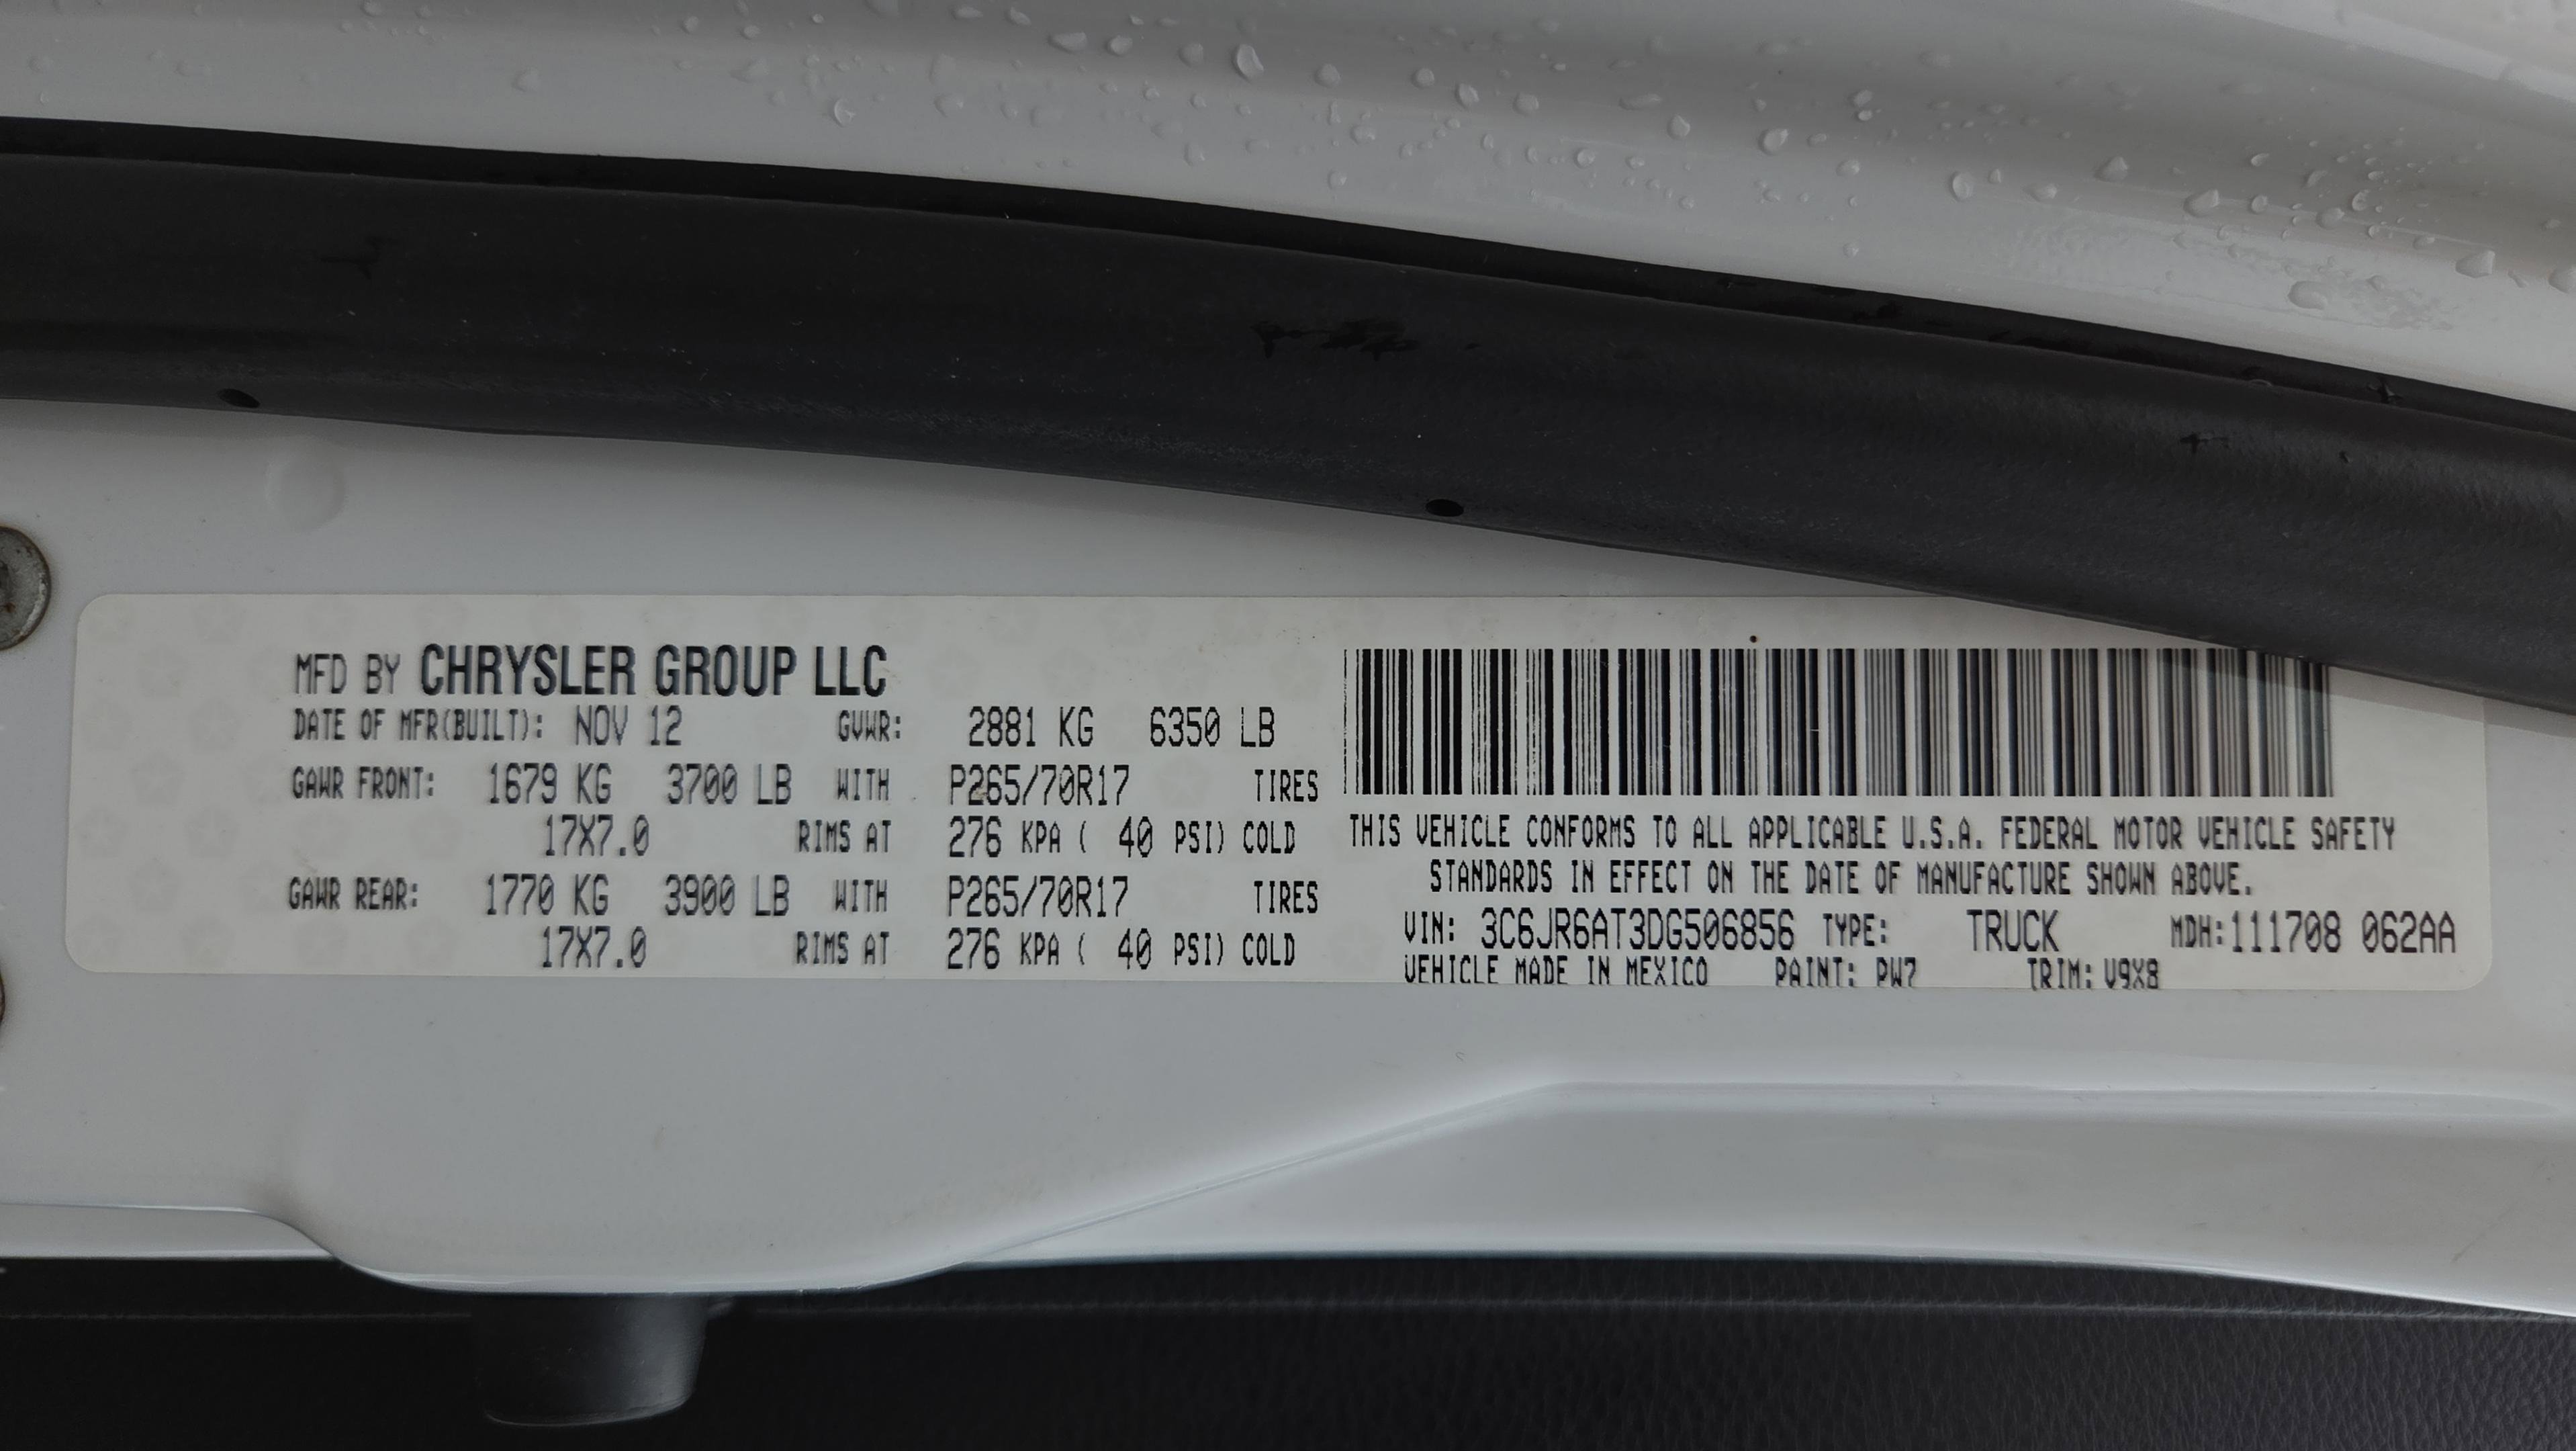 MFD BY CHRYSLER GROUP LLC
DATE OF MFR(BUILT): NOV 12 GVWR: 2881 KG 6350 LB
GAWR FRONT: 1679 KG 3700 LB WITH P265/70R17 TIRES
17X7.0 RIMS AT 276 KPA ( 40 PSI) COLD
GAWR REAR: 1770 KG 3900 LB WITH P265/70R17 TIRES
17X7.0 RIMS AT 276 KPA ( 40 PSI) COLD
THIS VEHICLE CONFORMS TO ALL APPLICABLE U.S.A. FEDERAL MOTOR VEHICLE SAFETY
STANDARDS IN EFFECT ON THE DATE OF MANUFACTURE SHOWN ABOVE.
VIN: 3C6JR6AT3DG506856 TYPE: TRUCK MDH:111708 062AA
VEHICLE MADE IN MEXICO PAINT: PW7 TRIM: V9X8